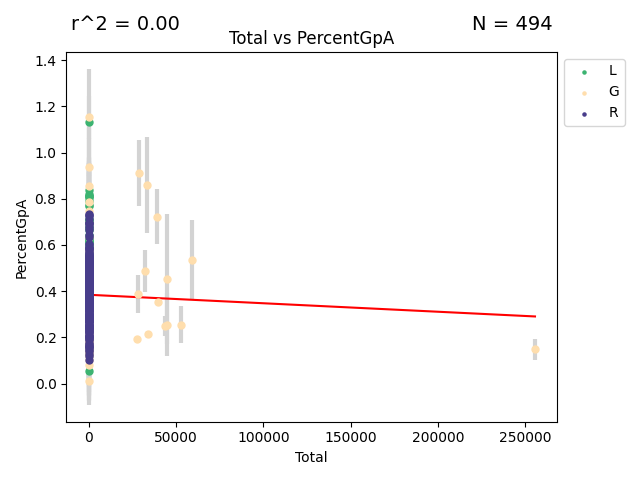 r^2 = 0.00
N = 494
Total vs PercentGpA
1.4
1.2
1.0
0.8
0.6
0.4
0.2
0.0
PercentGpA
0
50000
100000
150000
200000
250000
Total
L
G
R